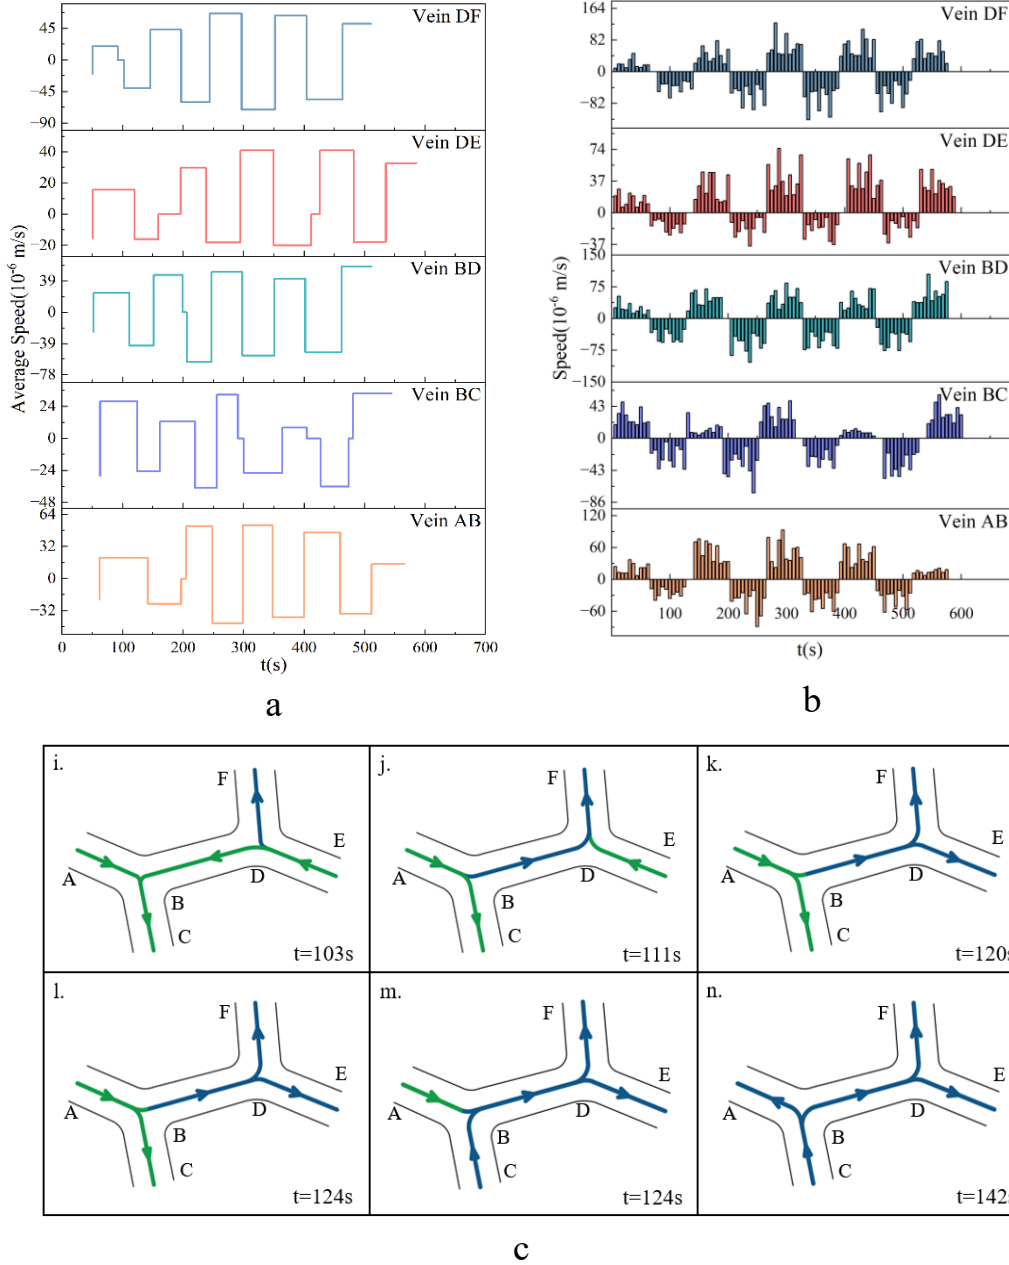 Vein DF
45
0
−45
−90
Vein DE
40
20
0
−20
Vein BD
39
0
−39
−78
Vein BC
24
0
−24
−48
Vein AB
64
32
0
−32
0 100 200 300 400 500 600 700
t(s)
Average Speed(10⁻⁶ m/s)
a
Vein DF
164
82
0
−82
Vein DE
74
37
0
−37
Vein BD
150
75
0
−75
−150
Vein BC
43
0
−43
−86
Vein AB
120
60
0
−60
100 200 300 400 500 600
t(s)
Speed(10⁻⁶ m/s)
b
i.
F
E
A
D
B
C
t=103s
j.
F
E
A
D
B
C
t=111s
k.
F
E
A
D
B
C
t=120s
l.
F
E
A
D
B
C
t=124s
m.
F
E
A
D
B
C
t=124s
n.
F
E
A
D
B
C
t=142s
c